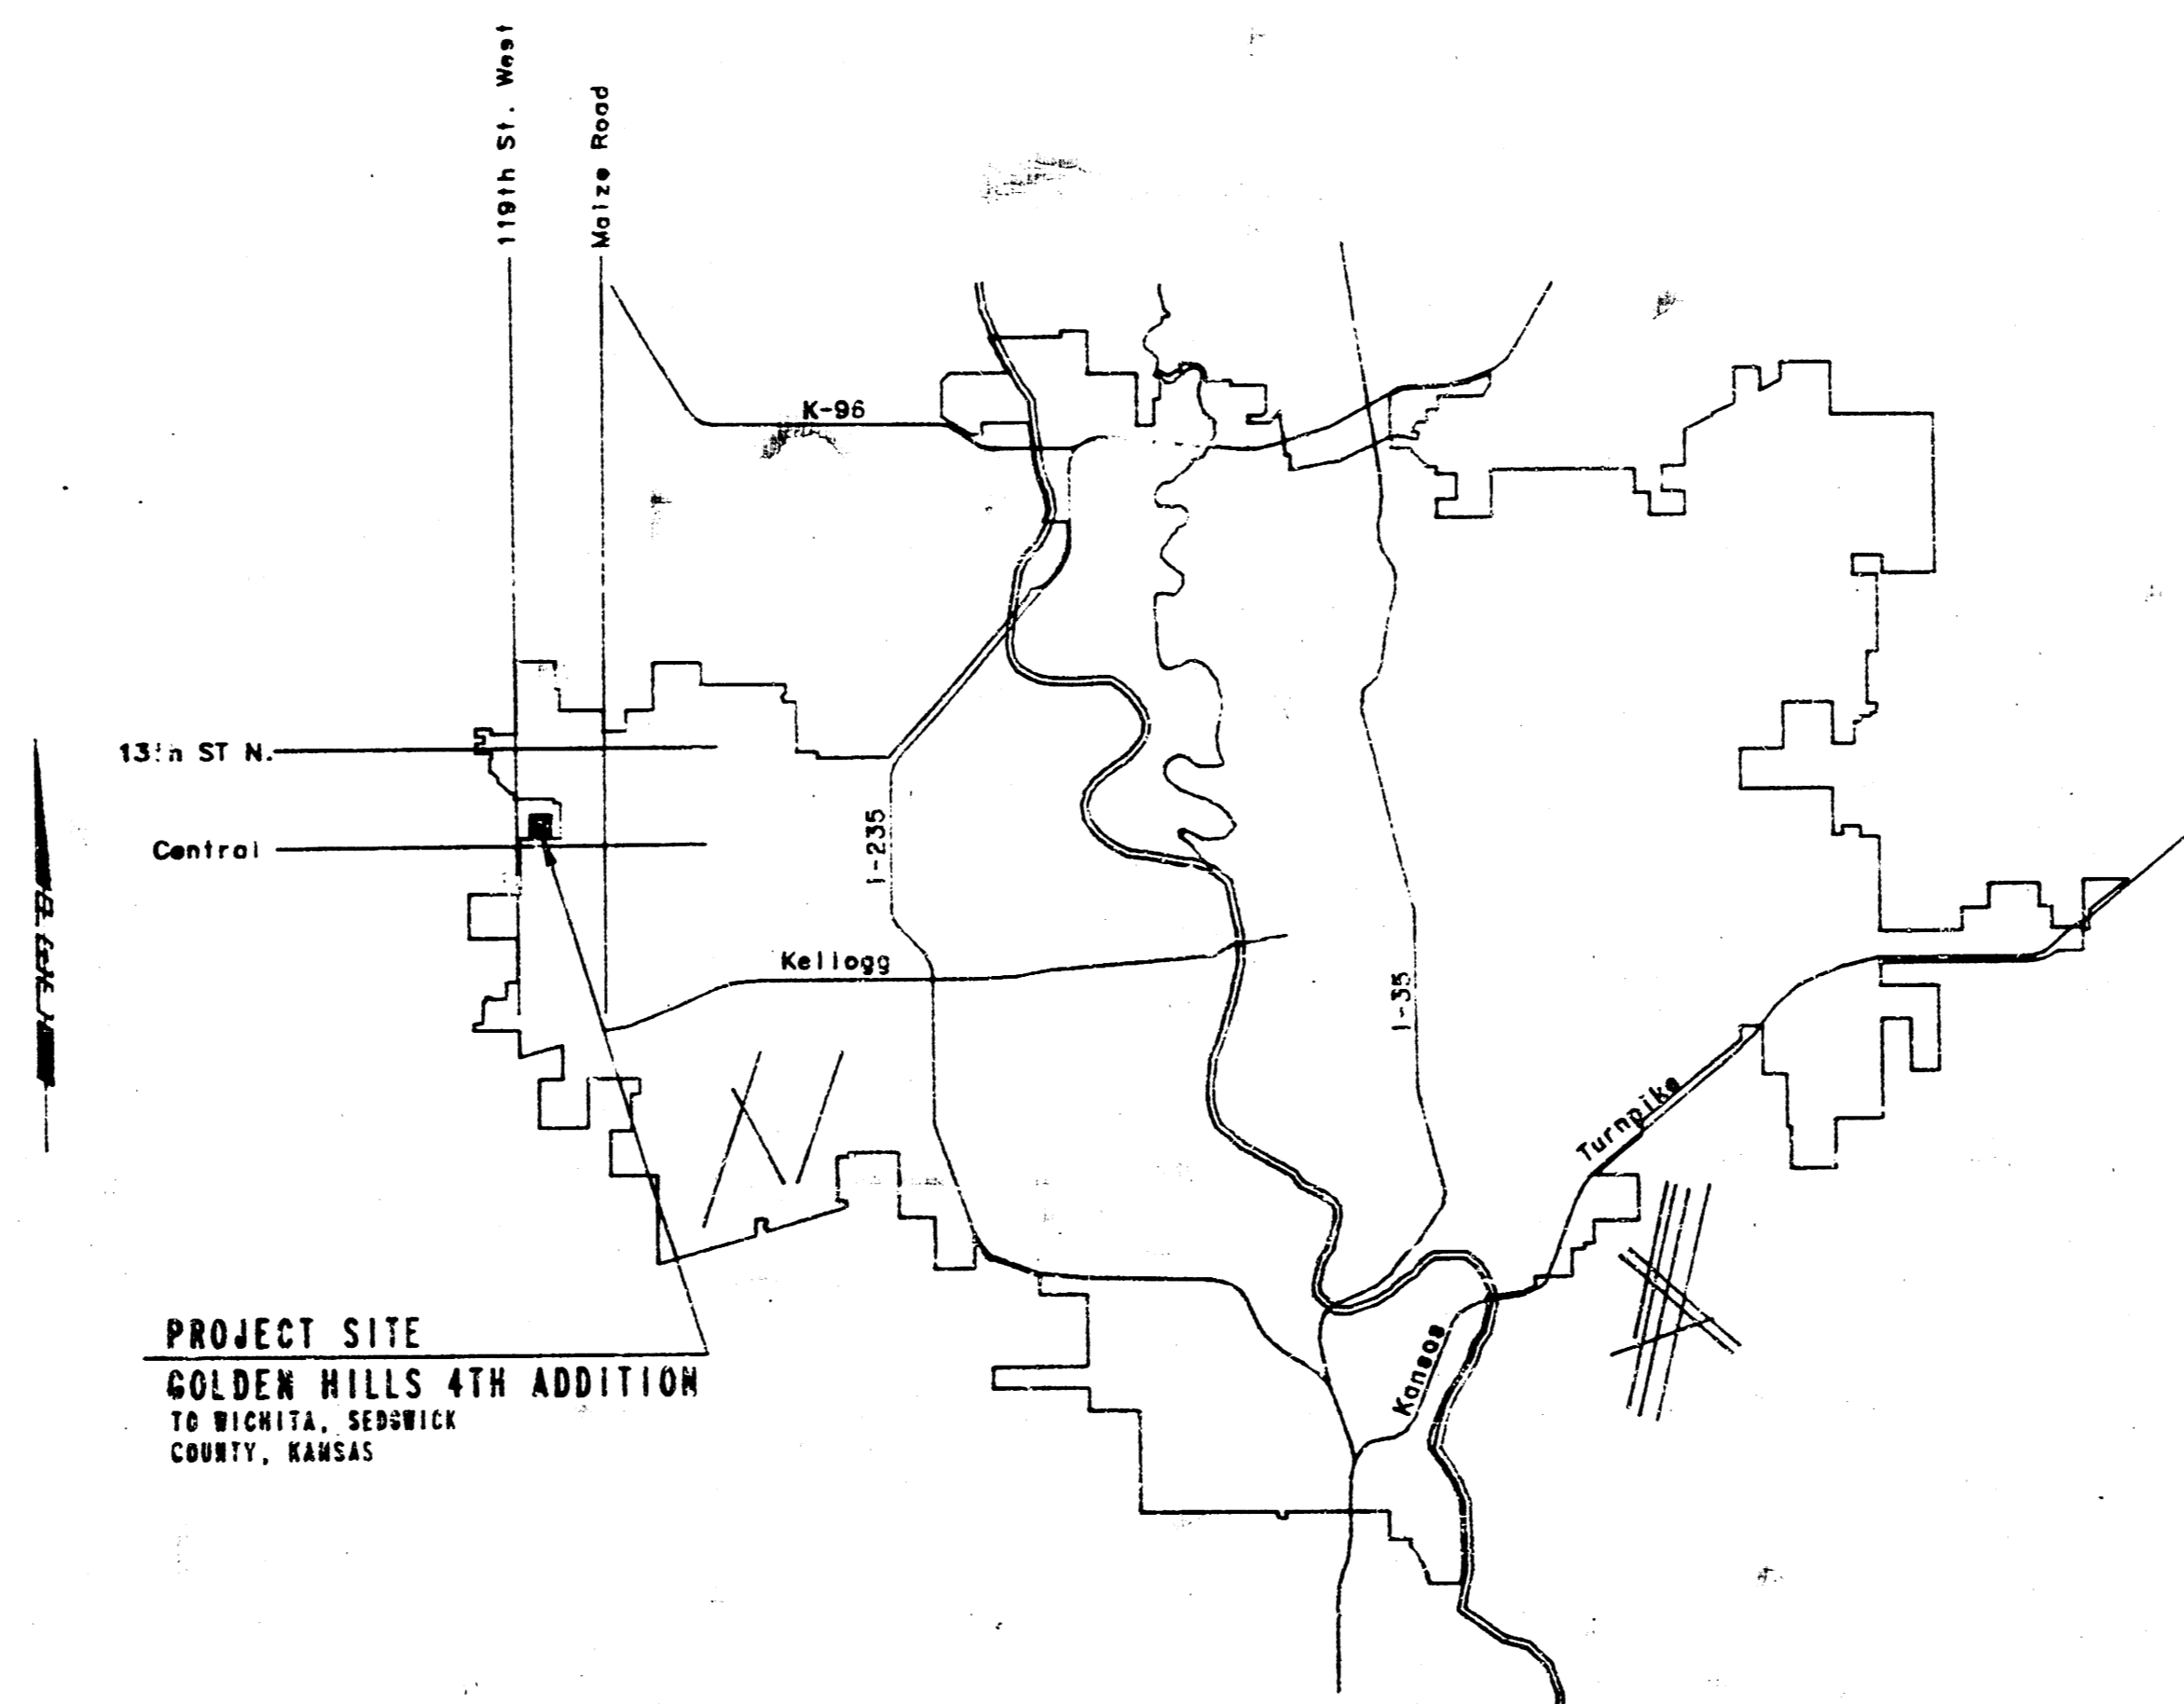 119th St. West
Maize Road
K-96
13th ST N.
Central
I-235
Kellogg
I-35
Turnpike
Kansas
PROJECT SITE
GOLDEN HILLS 4TH ADDITION
TO WICHITA, SEDGWICK
COUNTY, KANSAS